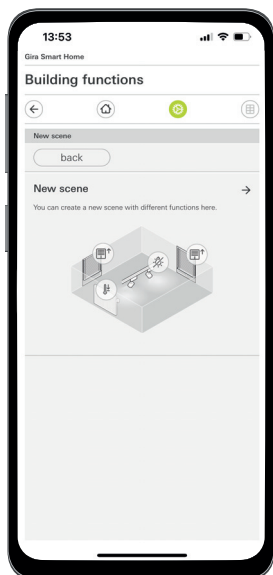 13:53
Gira Smart Home
Building functions
New scene
back
New scene
You can create a new scene with different functions here.